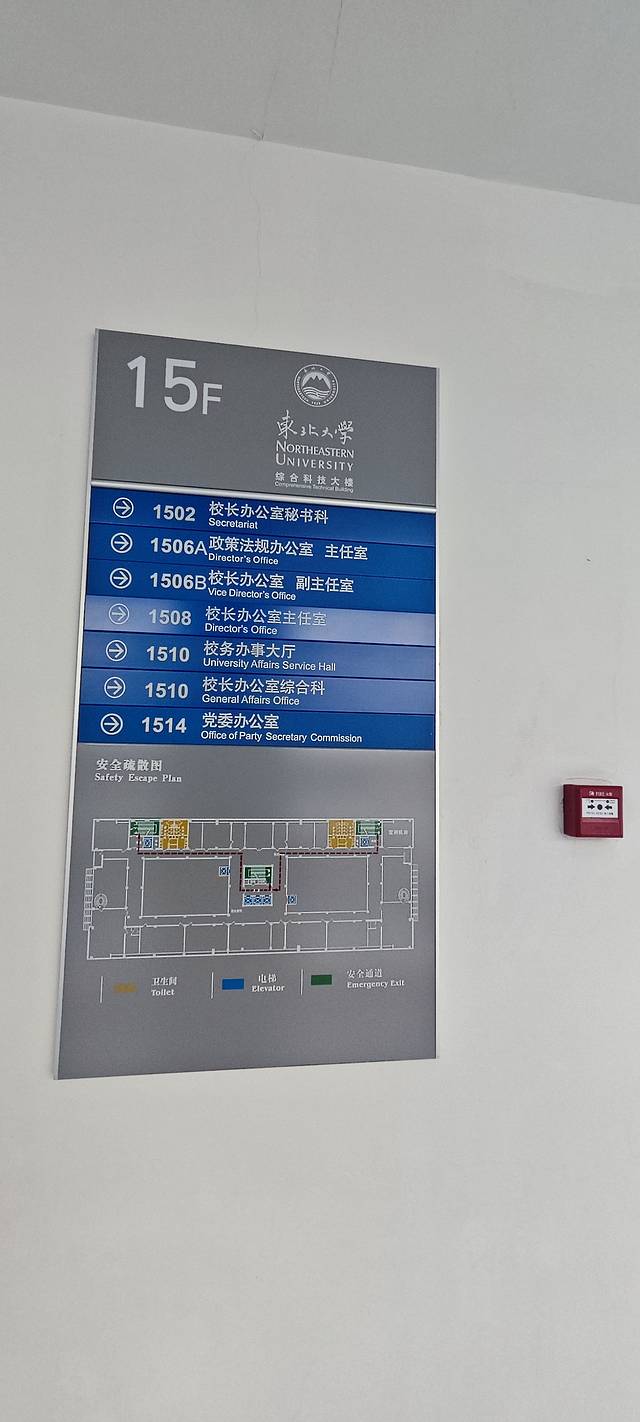 15F
東北大学
NORTHEASTERN
UNIVERSITY
综合科技大楼
Comprehensive Technical Building
1502 校长办公室秘书科
Secretariat
1506A 政策法规办公室 主任室
Director's Office
1506B 校长办公室 副主任室
Vice Director's Office
1508 校长办公室主任室
Director's Office
1510 校务办事大厅
University Affairs Service Hall
1510 校长办公室综合科
General Affairs Office
1514 党委办公室
Office of Party Secretary Commission
安全疏散图
Safety Escape Plan
卫生间
Toilet
电梯
Elevator
安全通道
Emergency Exit